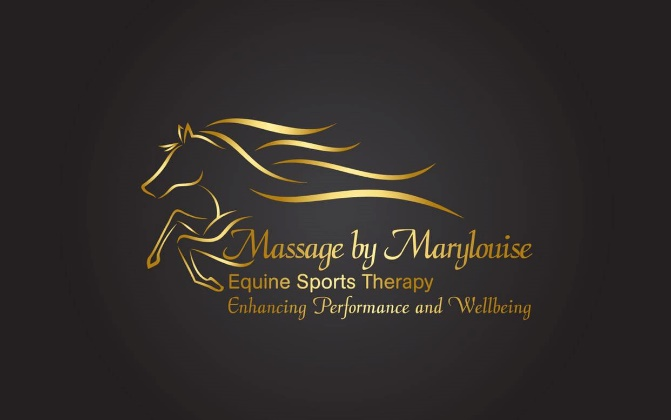 Massage by Marylouise
Equine Sports Therapy
Enhancing Performance and Wellbeing